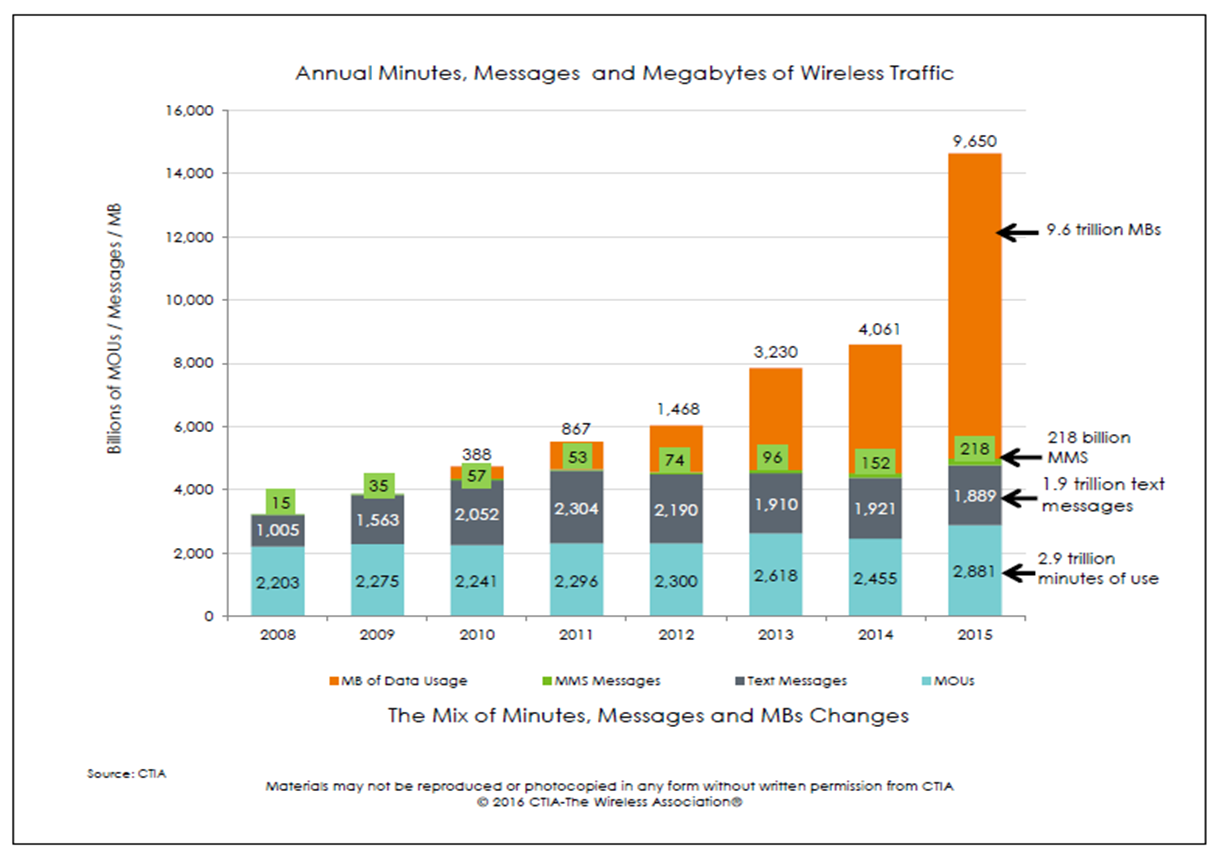 Annual Minutes, Messages and Megabytes of Wireless Traffic
Billions of MOUs / Messages / MB
16,000
14,000
12,000
10,000
8,000
6,000
4,000
2,000
0
9,650
4,061
3,230
1,468
867
388
15
35
57
53
74
96
152
218
1,005
1,563
2,052
2,304
2,190
1,910
1,921
1,889
2,203
2,275
2,241
2,296
2,300
2,618
2,455
2,881
9.6 trillion MBs
218 billion
MMS
1.9 trillion text
messages
2.9 trillion
minutes of use
2008 2009 2010 2011 2012 2013 2014 2015
MB of Data Usage MMS Messages Text Messages MOUs
The Mix of Minutes, Messages and MBs Changes
Source: CTIA
Materials may not be reproduced or photocopied in any form without written permission from CTIA
© 2016 CTIA-The Wireless Association®